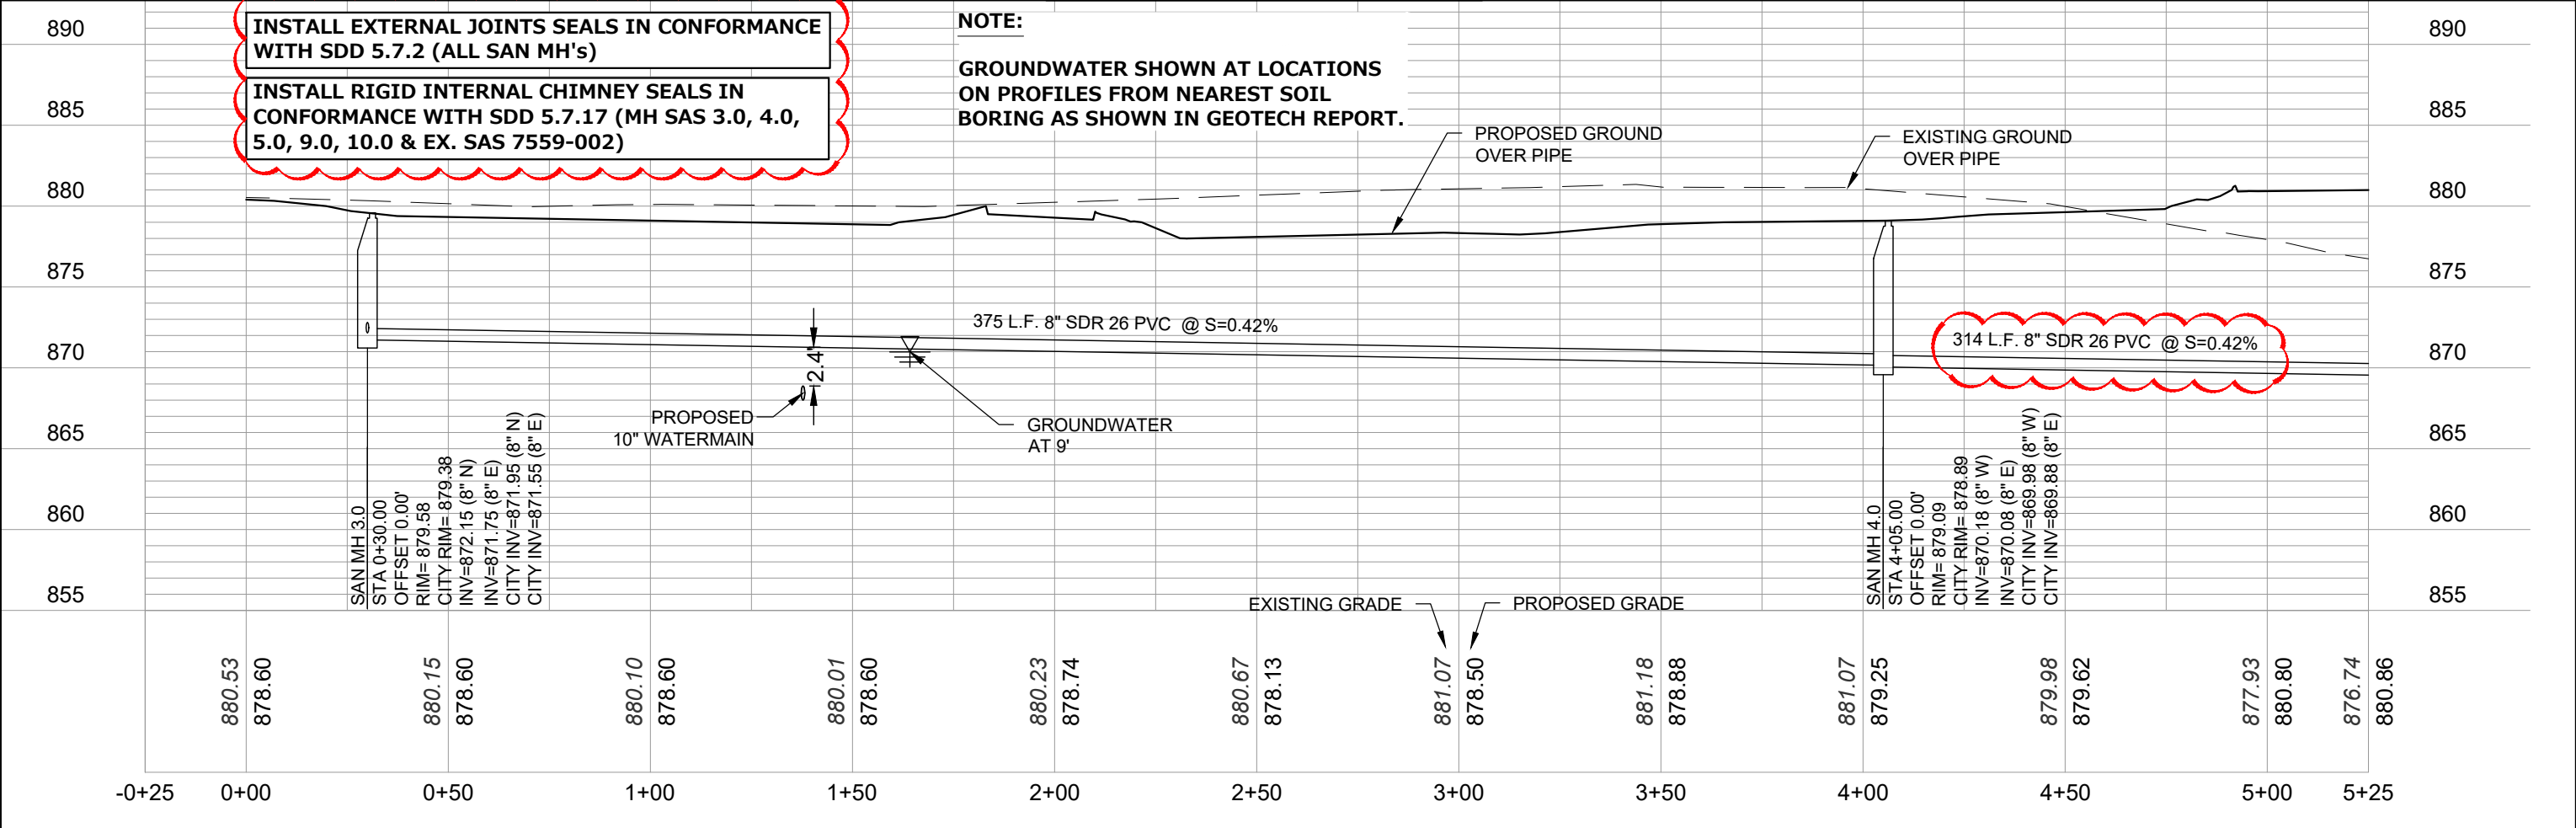 INSTALL EXTERNAL JOINTS SEALS IN CONFORMANCE
WITH SDD 5.7.2 (ALL SAN MH's)
INSTALL RIGID INTERNAL CHIMNEY SEALS IN
CONFORMANCE WITH SDD 5.7.17 (MH SAS 3.0, 4.0,
5.0, 9.0, 10.0 & EX. SAS 7559-002)
NOTE:
GROUNDWATER SHOWN AT LOCATIONS
ON PROFILES FROM NEAREST SOIL
BORING AS SHOWN IN GEOTECH REPORT.
890
885
880
875
870
865
860
855
890
885
880
875
870
865
860
855
PROPOSED GROUND
OVER PIPE
EXISTING GROUND
OVER PIPE
375 L.F. 8" SDR 26 PVC @ S=0.42%
314 L.F. 8" SDR 26 PVC @ S=0.42%
2.4'
PROPOSED
10" WATERMAIN
GROUNDWATER
AT 9'
SAN MH 3.0
STA 0+30.00
OFFSET 0.00'
RIM= 879.58
CITY RIM= 879.38
INV=872.15 (8" N)
INV=871.75 (8" E)
CITY INV=871.95 (8" N)
CITY INV=871.55 (8" E)
SAN MH 4.0
STA 4+05.00
OFFSET 0.00'
RIM= 879.09
CITY RIM= 878.89
INV=870.18 (8" W)
INV=870.08 (8" E)
CITY INV=869.98 (8" W)
CITY INV=869.88 (8" E)
EXISTING GRADE
PROPOSED GRADE
880.53
878.60
880.15
878.60
880.10
878.60
880.01
878.60
880.23
878.74
880.67
878.13
881.07
878.50
881.18
878.88
881.07
879.25
879.98
879.62
877.93
880.80
876.74
880.86
-0+25
0+00
0+50
1+00
1+50
2+00
2+50
3+00
3+50
4+00
4+50
5+00
5+25